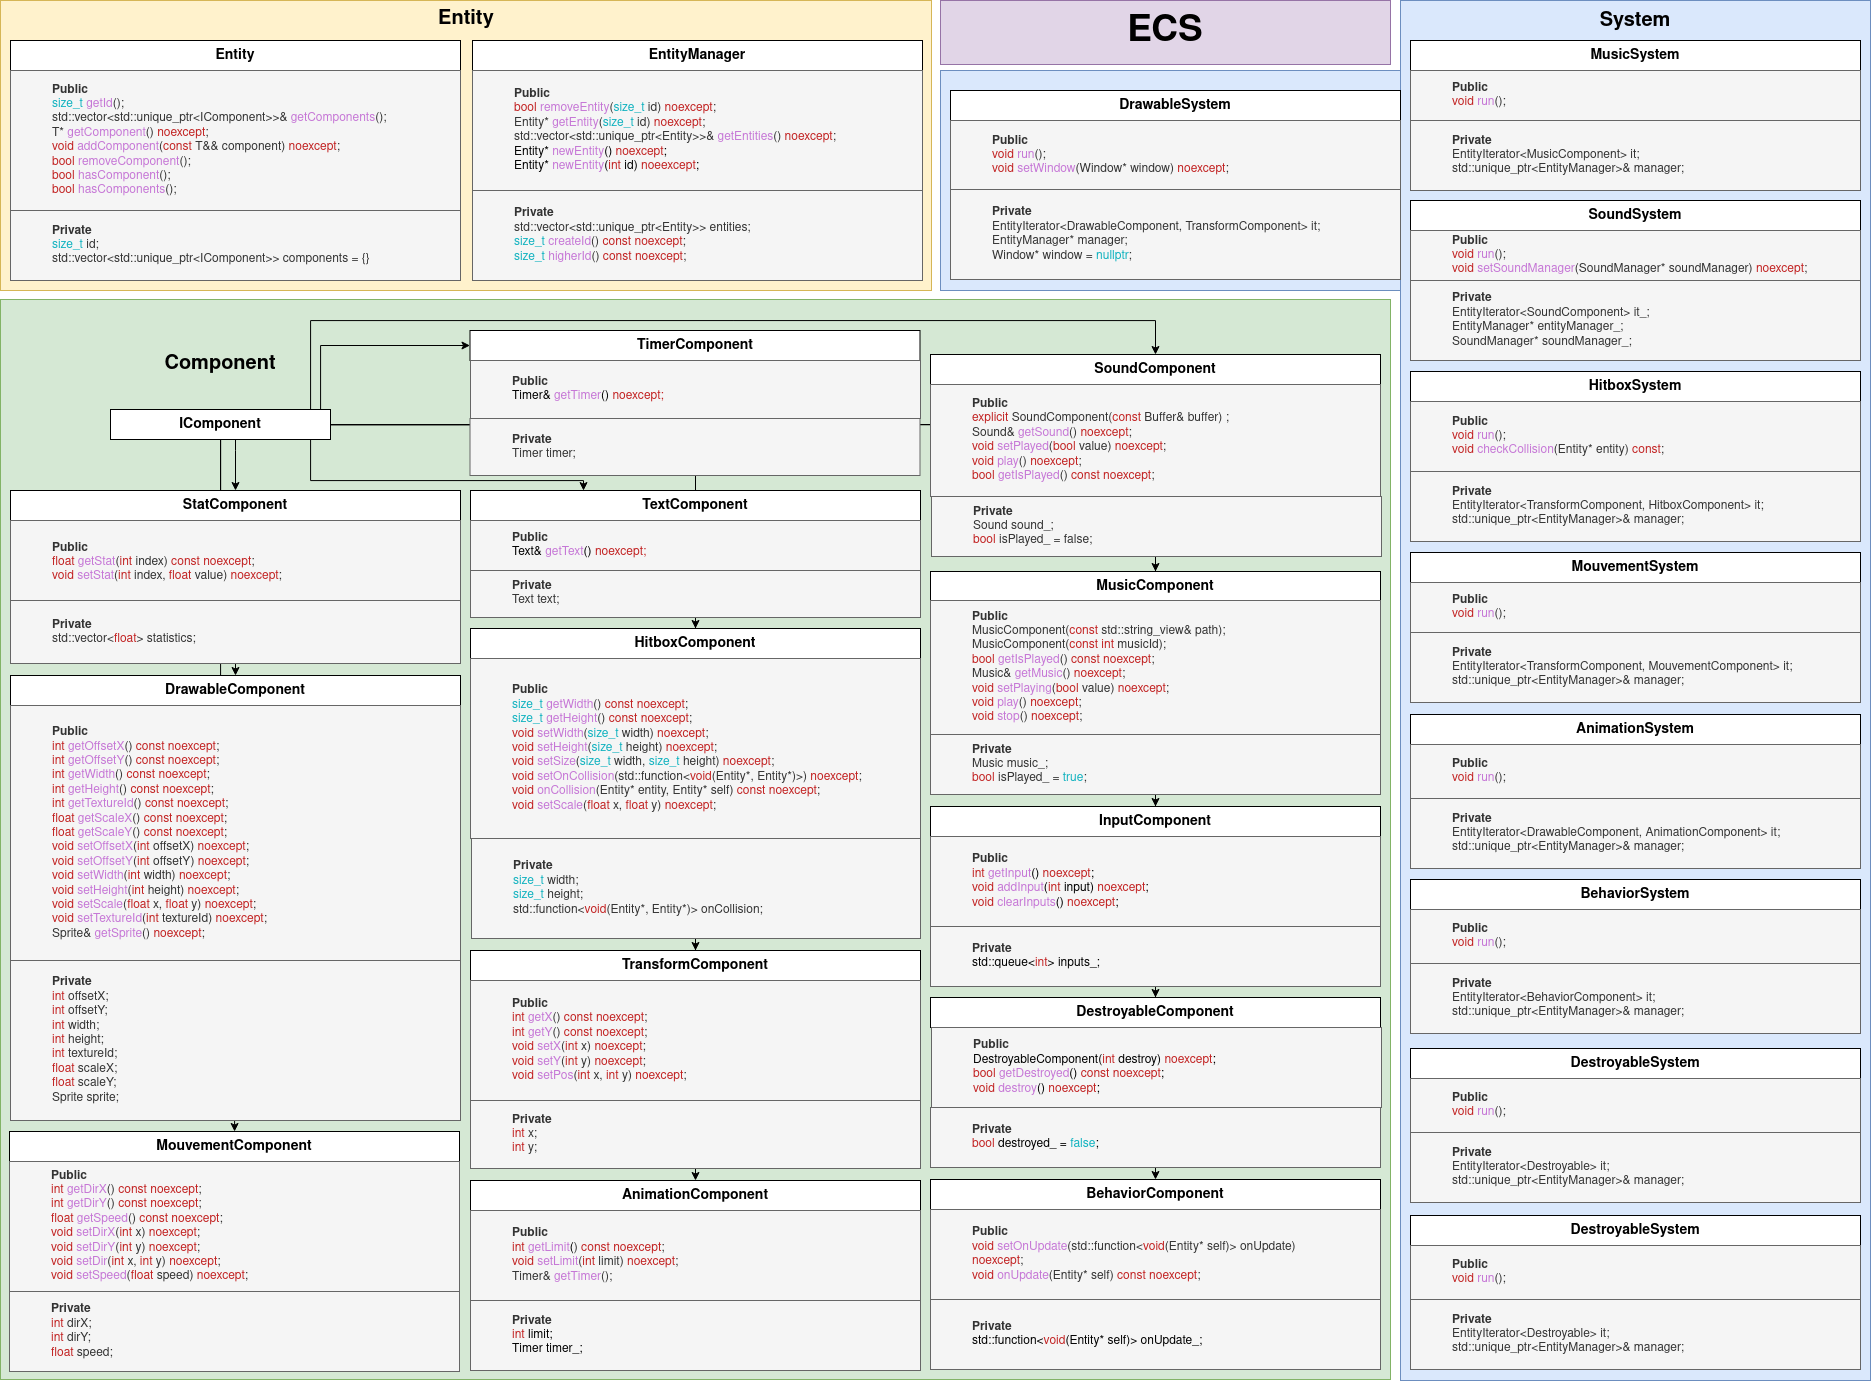 Entity
Entity
Public
size_t getId();
std::vector<std::unique_ptr<IComponent>>& getComponents();
T* getComponent() noexcept;
void addComponent(const T&& component) noexcept;
bool removeComponent();
bool hasComponent();
bool hasComponents();
Private
size_t id;
std::vector<std::unique_ptr<IComponent>> components = {}
EntityManager
Public
bool removeEntity(size_t id) noexcept;
Entity* getEntity(size_t id) noexcept;
std::vector<std::unique_ptr<Entity>>& getEntities() noexcept;
Entity* newEntity() noexcept;
Entity* newEntity(int id) noeexcept;
Private
std::vector<std::unique_ptr<Entity>> entities;
size_t createId() const noexcept;
size_t higherId() const noexcept;
ECS
DrawableSystem
Public
void run();
void setWindow(Window* window) noexcept;
Private
EntityIterator<DrawableComponent, TransformComponent> it;
EntityManager* manager;
Window* window = nullptr;
System
MusicSystem
Public
void run();
Private
EntityIterator<MusicComponent> it;
std::unique_ptr<EntityManager>& manager;
SoundSystem
Public
void run();
void setSoundManager(SoundManager* soundManager) noexcept;
Private
EntityIterator<SoundComponent> it_;
EntityManager* entityManager_;
SoundManager* soundManager_;
HitboxSystem
Public
void run();
void checkCollision(Entity* entity) const;
Private
EntityIterator<TransformComponent, HitboxComponent> it;
std::unique_ptr<EntityManager>& manager;
MouvementSystem
Public
void run();
Private
EntityIterator<TransformComponent, MouvementComponent> it;
std::unique_ptr<EntityManager>& manager;
AnimationSystem
Public
void run();
Private
EntityIterator<DrawableComponent, AnimationComponent> it;
std::unique_ptr<EntityManager>& manager;
BehaviorSystem
Public
void run();
Private
EntityIterator<BehaviorComponent> it;
std::unique_ptr<EntityManager>& manager;
DestroyableSystem
Public
void run();
Private
EntityIterator<Destroyable> it;
std::unique_ptr<EntityManager>& manager;
DestroyableSystem
Public
void run();
Private
EntityIterator<Destroyable> it;
std::unique_ptr<EntityManager>& manager;
Component
IComponent
StatComponent
Public
float getStat(int index) const noexcept;
void setStat(int index, float value) noexcept;
Private
std::vector<float> statistics;
DrawableComponent
Public
int getOffsetX() const noexcept;
int getOffsetY() const noexcept;
int getWidth() const noexcept;
int getHeight() const noexcept;
int getTextureId() const noexcept;
float getScaleX() const noexcept;
float getScaleY() const noexcept;
void setOffsetX(int offsetX) noexcept;
void setOffsetY(int offsetY) noexcept;
void setWidth(int width) noexcept;
void setHeight(int height) noexcept;
void setScale(float x, float y) noexcept;
void setTextureId(int textureId) noexcept;
Sprite& getSprite() noexcept;
Private
int offsetX;
int offsetY;
int width;
int height;
int textureId;
float scaleX;
float scaleY;
Sprite sprite;
MouvementComponent
Public
int getDirX() const noexcept;
int getDirY() const noexcept;
float getSpeed() const noexcept;
void setDirX(int x) noexcept;
void setDirY(int y) noexcept;
void setDir(int x, int y) noexcept;
void setSpeed(float speed) noexcept;
Private
int dirX;
int dirY;
float speed;
TimerComponent
Public
Timer& getTimer() noexcept;
Private
Timer timer;
TextComponent
Public
Text& getText() noexcept;
Private
Text text;
HitboxComponent
Public
size_t getWidth() const noexcept;
size_t getHeight() const noexcept;
void setWidth(size_t width) noexcept;
void setHeight(size_t height) noexcept;
void setSize(size_t width, size_t height) noexcept;
void setOnCollision(std::function<void(Entity*, Entity*)>) noexcept;
void onCollision(Entity* entity, Entity* self) const noexcept;
void setScale(float x, float y) noexcept;
Private
size_t width;
size_t height;
std::function<void(Entity*, Entity*)> onCollision;
TransformComponent
Public
int getX() const noexcept;
int getY() const noexcept;
void setX(int x) noexcept;
void setY(int y) noexcept;
void setPos(int x, int y) noexcept;
Private
int x;
int y;
AnimationComponent
Public
int getLimit() const noexcept;
void setLimit(int limit) noexcept;
Timer& getTimer();
Private
int limit;
Timer timer_;
SoundComponent
Public
explicit SoundComponent(const Buffer& buffer) ;
Sound& getSound() noexcept;
void setPlayed(bool value) noexcept;
void play() noexcept;
bool getIsPlayed() const noexcept;
Private
Sound sound_;
bool isPlayed_ = false;
MusicComponent
Public
MusicComponent(const std::string_view& path);
MusicComponent(const int musicId);
bool getIsPlayed() const noexcept;
Music& getMusic() noexcept;
void setPlaying(bool value) noexcept;
void play() noexcept;
void stop() noexcept;
Private
Music music_;
bool isPlayed_ = true;
InputComponent
Public
int getInput() noexcept;
void addInput(int input) noexcept;
void clearInputs() noexcept;
Private
std::queue<int> inputs_;
DestroyableComponent
Public
DestroyableComponent(int destroy) noexcept;
bool getDestroyed() const noexcept;
void destroy() noexcept;
Private
bool destroyed_ = false;
BehaviorComponent
Public
void setOnUpdate(std::function<void(Entity* self)> onUpdate)
noexcept;
void onUpdate(Entity* self) const noexcept;
Private
std::function<void(Entity* self)> onUpdate_;